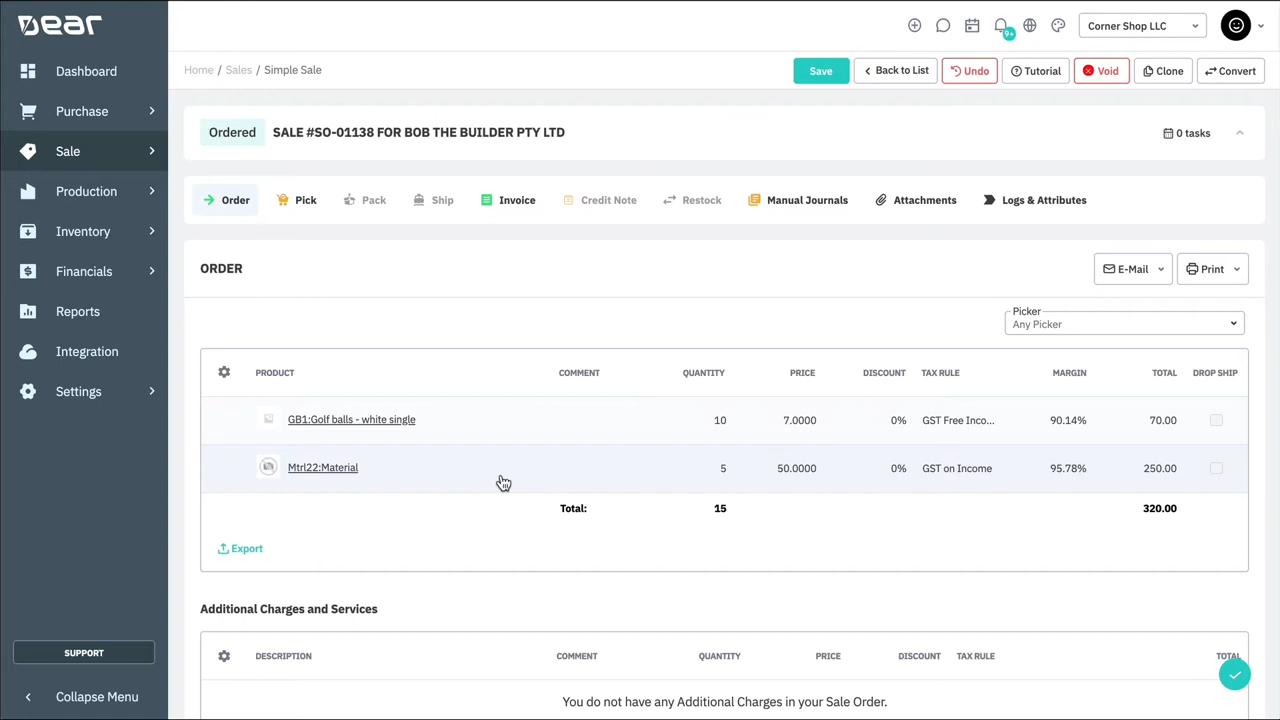 Dear
Corner Shop LLC
9+
Home / Sales / Simple Sale
Save
Back to List
Undo
Tutorial
Void
Clone
Convert
Dashboard
Purchase
Sale
Production
Inventory
Financials
Reports
Integration
Settings
SUPPORT
Collapse Menu
Ordered SALE #SO-01138 FOR BOB THE BUILDER PTY LTD 0 tasks
Order Pick Pack Ship Invoice Credit Note Restock Manual Journals Attachments Logs & Attributes
ORDER
E-Mail
Print
Picker
Any Picker
PRODUCT COMMENT QUANTITY PRICE DISCOUNT TAX RULE MARGIN TOTAL DROP SHIP
GB1:Golf balls - white single 10 7.0000 0% GST Free Inco... 90.14% 70.00
Mtrl22:Material 5 50.0000 0% GST on Income 95.78% 250.00
Total: 15 320.00
Export
Additional Charges and Services
DESCRIPTION COMMENT QUANTITY PRICE DISCOUNT TAX RULE TOTAL
You do not have any Additional Charges in your Sale Order.